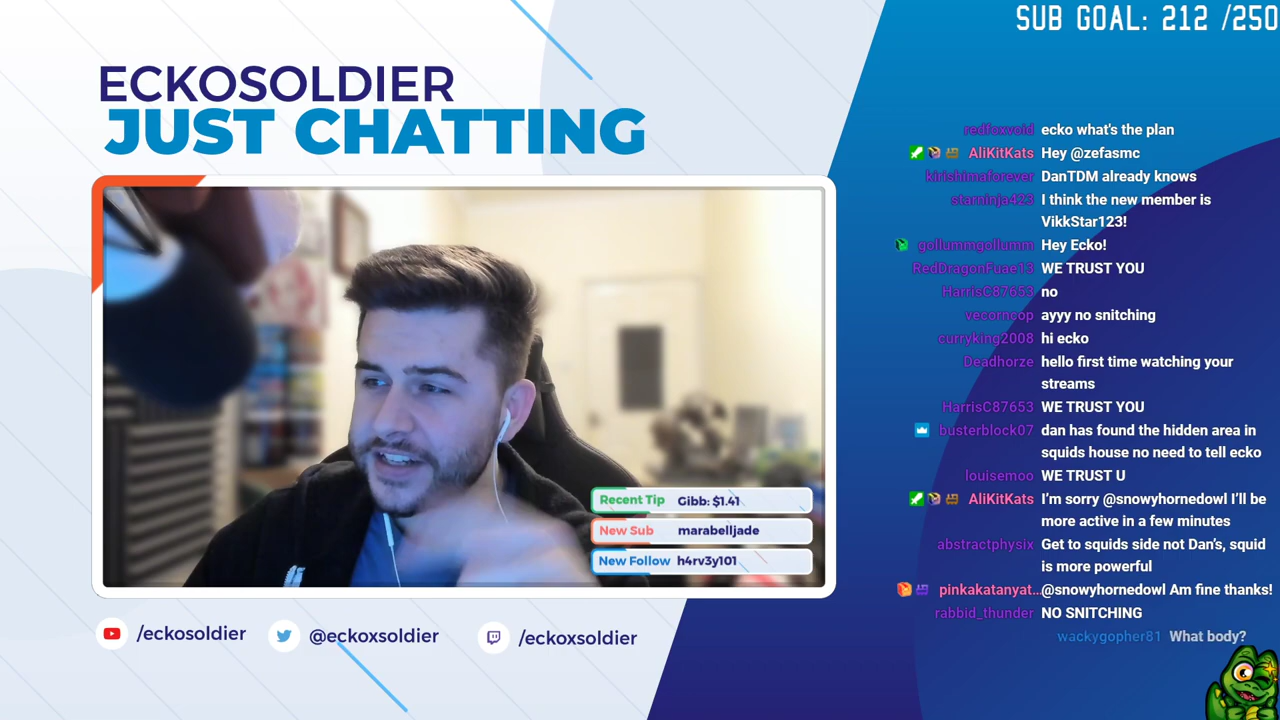 SUB GOAL: 212 /250
ECKOSOLDIER
JUST CHATTING
redfoxvoid ecko what's the plan
AliKitKats Hey @zefasmc
kirishimaforever DanTDM already knows
starninja423 I think the new member is
VikkStar123!
gollummgollumm Hey Ecko!
RedDragonFuae13 WE TRUST YOU
HarrisC87653 no
vecorncop ayyy no snitching
curryking2008 hi ecko
Deadhorze hello first time watching your
streams
HarrisC87653 WE TRUST YOU
busterblock07 dan has found the hidden area in
squids house no need to tell ecko
louisemoo WE TRUST U
AliKitKats I'm sorry @snowyhornedowl I'll be
more active in a few minutes
abstractphysix Get to squids side not Dan's, squid
is more powerful
pinkakatanyat... @snowyhornedowl Am fine thanks!
rabbid_thunder NO SNITCHING
wackygopher81 What body?
Recent Tip Gibb: $1.41
New Sub marabelljade
New Follow h4rv3y101
/eckosoldier @eckoxsoldier /eckoxsoldier